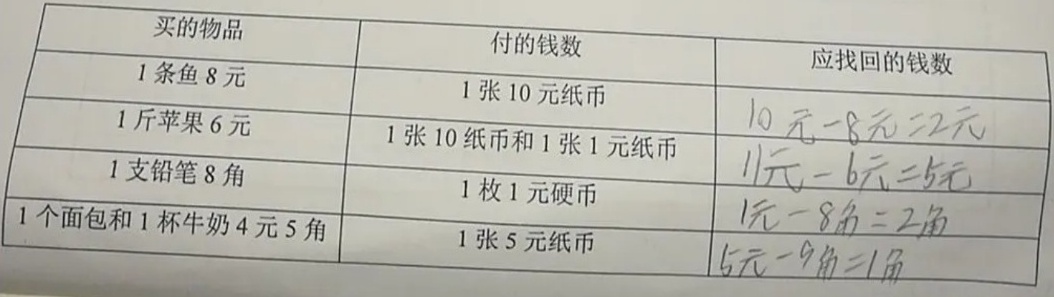 买的物品 付的钱数 应找回的钱数
1条鱼8元 1张10元纸币 10元-8元=2元
1斤苹果6元 1张10纸币和1张1元纸币 11元-6元=5元
1支铅笔8角 1枚1元硬币 1元-8角=2角
1个面包和1杯牛奶4元5角 1张5元纸币 5元-9角=1角